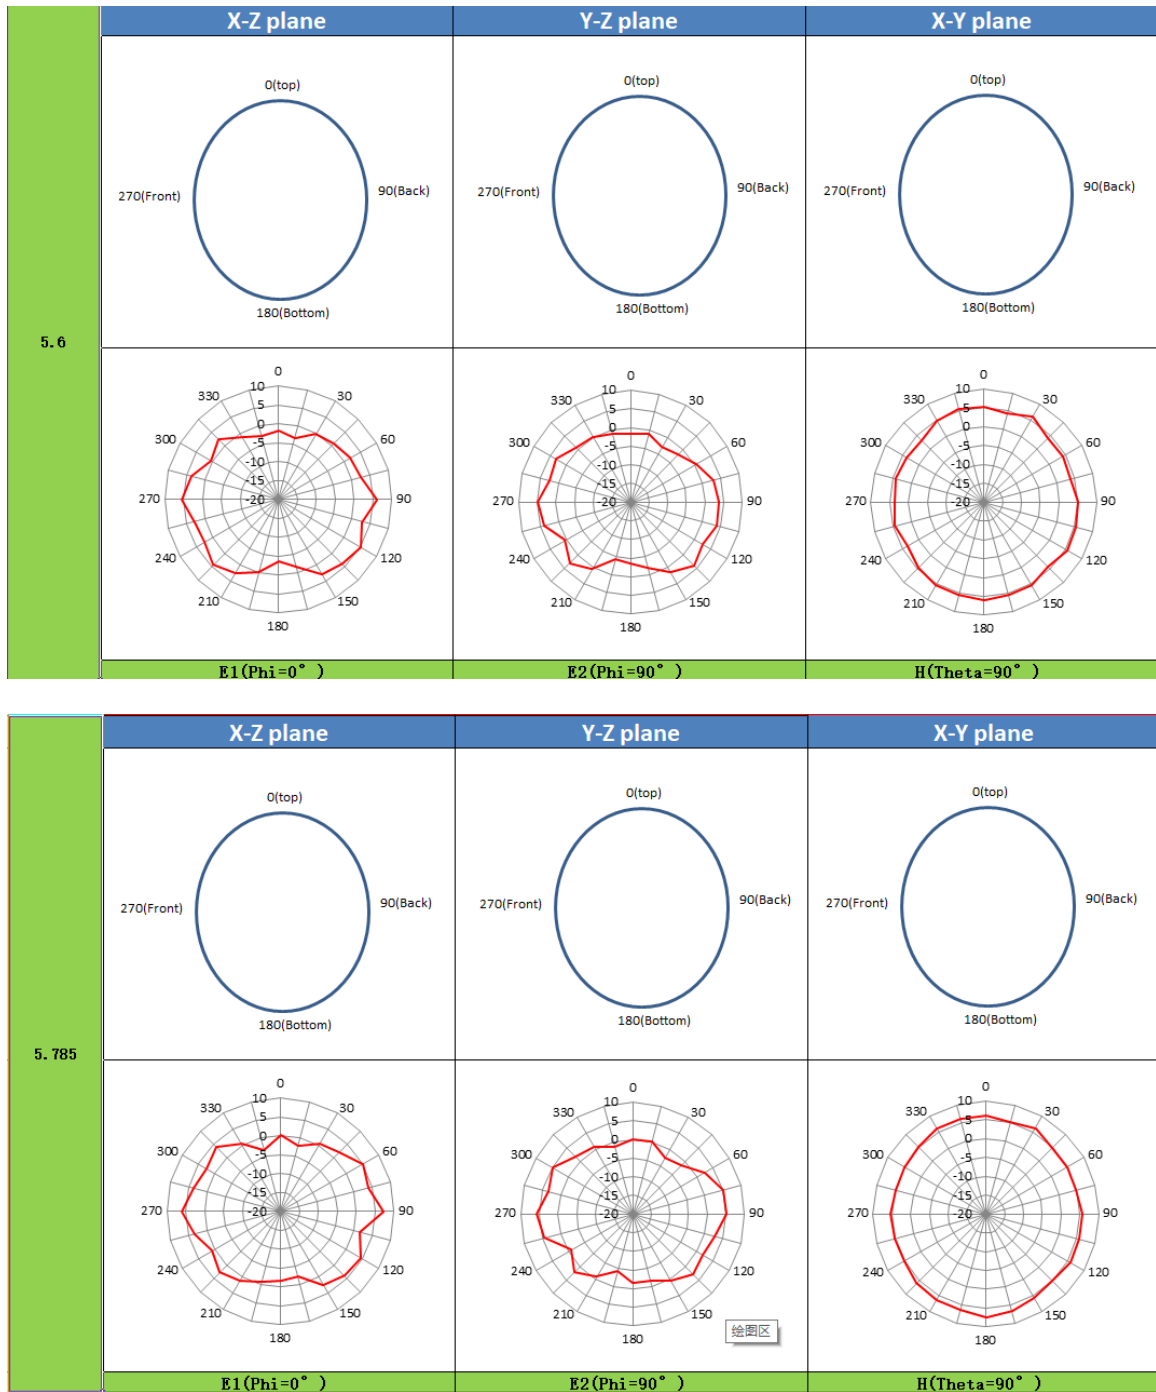 X-Z plane Y-Z plane X-Y plane
0(top) 0(top) 0(top)
270(Front) 90(Back) 270(Front) 90(Back) 270(Front) 90(Back)
180(Bottom) 180(Bottom) 180(Bottom)
5.6
0 0 0
330 10 30 330 10 30 330 10 30
5 5 5
300 0 60 300 0 60 300 0 60
-5 -5 -5
-10 -10 -10
-15 -15 -15
270 -20 90 270 -20 90 270 -20 90
240 120 240 120 240 120
210 150 210 150 210 150
180 180 180
E1(Phi=0°) E2(Phi=90°) H(Theta=90°)
X-Z plane Y-Z plane X-Y plane
0(top) 0(top) 0(top)
270(Front) 90(Back) 270(Front) 90(Back) 270(Front) 90(Back)
180(Bottom) 180(Bottom) 180(Bottom)
5.785
0 0 0
330 10 30 330 10 30 330 10 30
5 5 5
300 0 60 300 0 60 300 0 60
-5 -5 -5
-10 -10 -10
-15 -15 -15
270 -20 90 270 -20 90 270 -20 90
240 120 240 120 240 120
210 150 210 150 210 150
180 180 180
绘图区
E1(Phi=0°) E2(Phi=90°) H(Theta=90°)